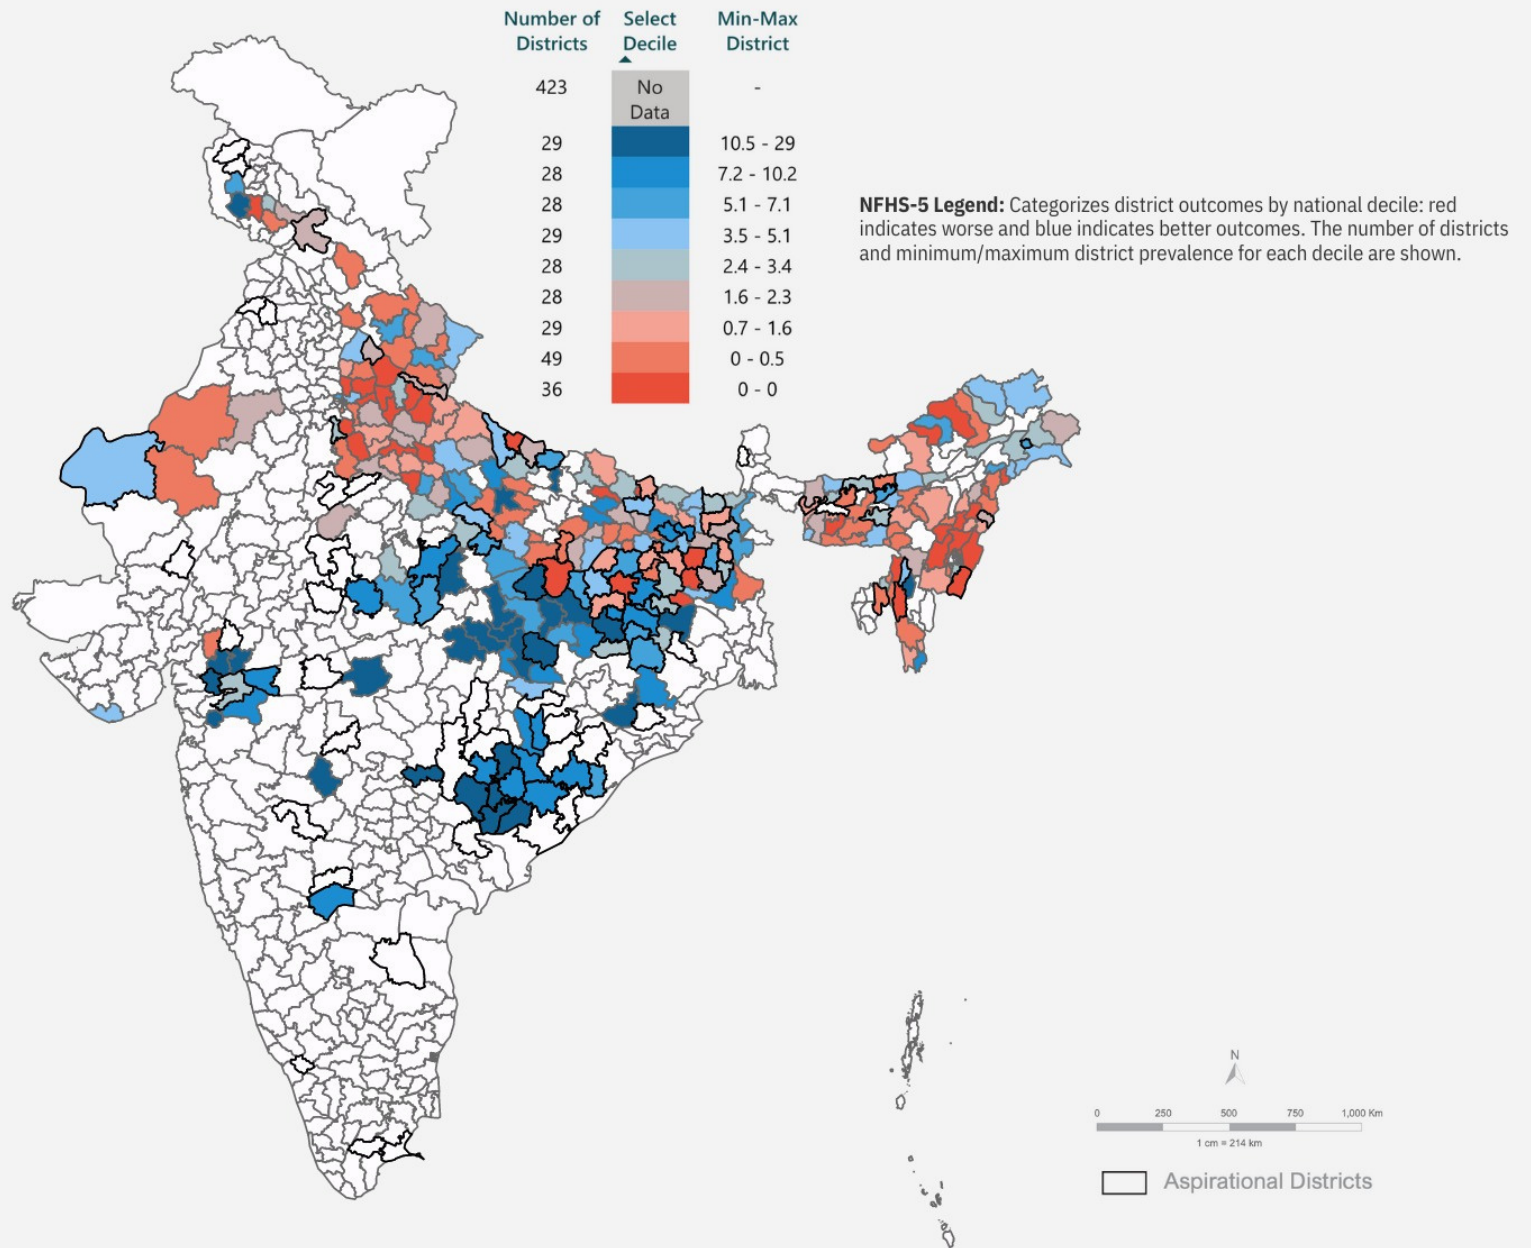 Number of Districts
Select Decile
Min-Max District
423 No Data -
29 10.5 - 29
28 7.2 - 10.2
28 5.1 - 7.1
29 3.5 - 5.1
28 2.4 - 3.4
28 1.6 - 2.3
29 0.7 - 1.6
49 0 - 0.5
36 0 - 0
NFHS-5 Legend: Categorizes district outcomes by national decile: red
indicates worse and blue indicates better outcomes. The number of districts
and minimum/maximum district prevalence for each decile are shown.
N
0 250 500 750 1,000 Km
1 cm = 214 km
Aspirational Districts